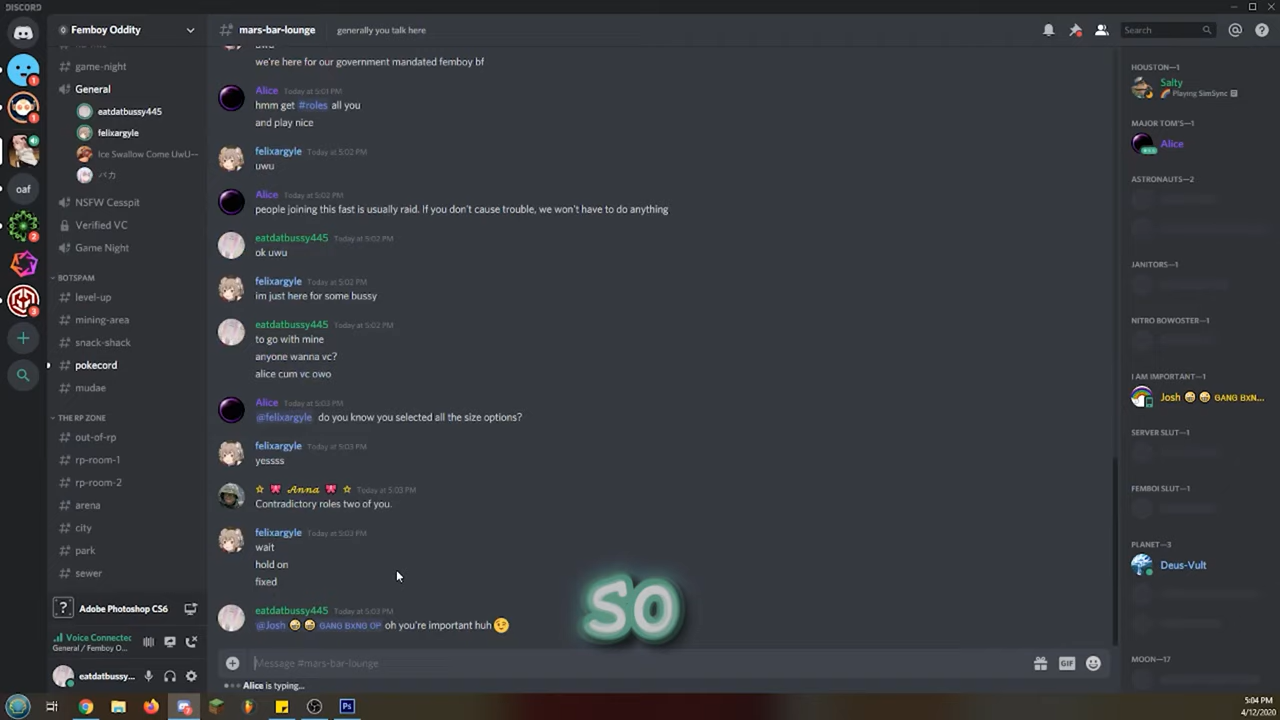 DISCORD
Femboy Oddity
# mars-bar-lounge
generally you talk here
Search
game-night
General
eatdatbussy445
felixargyle
Ice Swallow Come UwU—...
バカ
NSFW Cesspit
Verified VC
Game Night
BOTSPAM
# level-up
# mining-area
# snack-shack
# pokecord
# mudae
THE RP ZONE
# out-of-rp
# rp-room-1
# rp-room-2
# arena
# city
# park
# sewer
? Adobe Photoshop CS6
Voice Connected
General / Femboy O...
eatdatbussy...
oaf
we're here for our government mandated femboy bf
Alice Today at 5:01 PM
hmm get #roles all you
and play nice
felixargyle Today at 5:02 PM
uwu
Alice Today at 5:02 PM
people joining this fast is usually raid. If you don't cause trouble, we won't have to do anything
eatdatbussy445 Today at 5:02 PM
ok uwu
felixargyle Today at 5:02 PM
im just here for some bussy
eatdatbussy445 Today at 5:02 PM
to go with mine
anyone wanna vc?
alice cum vc owo
Alice Today at 5:03 PM
@felixargyle do you know you selected all the size options?
felixargyle Today at 5:03 PM
yessss
☆ 🎀 𝒜𝓃𝓃𝒶 🎀 ☆ Today at 5:03 PM
Contradictory roles two of you.
felixargyle Today at 5:03 PM
wait
hold on
fixed
eatdatbussy445 Today at 5:03 PM
@Josh 🤪 🤪 GANG BXNG OP oh you're important huh😉
SO
Message #mars-bar-lounge
GIF
Alice is typing...
HOUSTON—1
Salty
Playing SimSync
MAJOR TOM'S—1
Alice
ASTRONAUTS—2
JANITORS—1
NITRO BOWOSTER—1
I AM IMPORTANT—1
Josh 🤪 🤪 GANG BXN...
SERVER SLUT—1
FEMBOI SLUT—1
PLANET—3
Deus-Vult
MOON—17
5:04 PM
4/12/2020